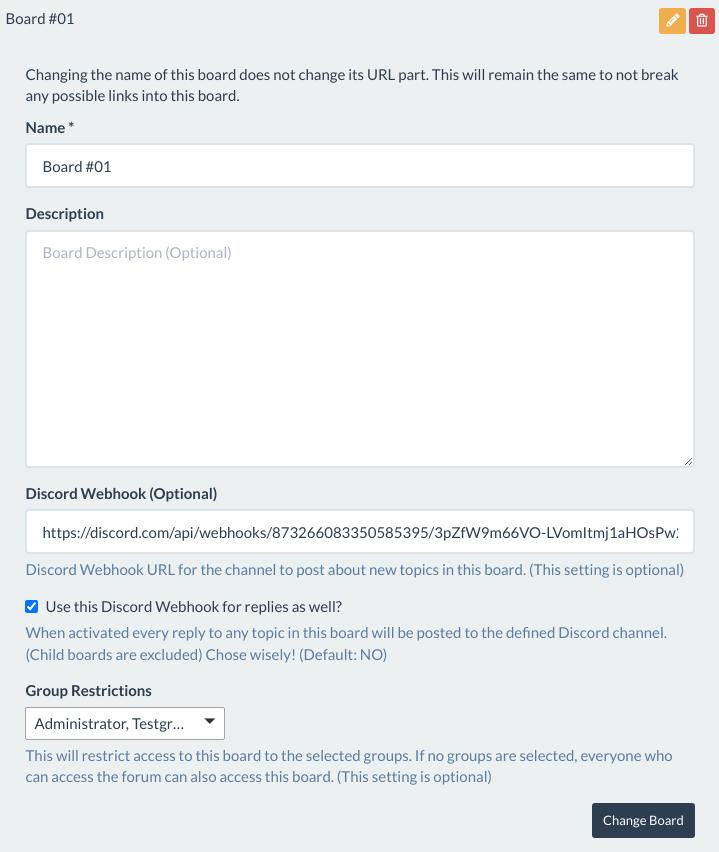 Board #01
Changing the name of this board does not change its URL part. This will remain the same to not break
any possible links into this board.
Name *
Board #01
Description
Board Description (Optional)
Discord Webhook (Optional)
https://discord.com/api/webhooks/873266083350585395/3pZfW9m66VO-LVomItmj1aHOsPw
Discord Webhook URL for the channel to post about new topics in this board. (This setting is optional)
Use this Discord Webhook for replies as well?
When activated every reply to any topic in this board will be posted to the defined Discord channel.
(Child boards are excluded) Chose wisely! (Default: NO)
Group Restrictions
Administrator, Testgr...
This will restrict access to this board to the selected groups. If no groups are selected, everyone who
can access the forum can also access this board. (This setting is optional)
Change Board